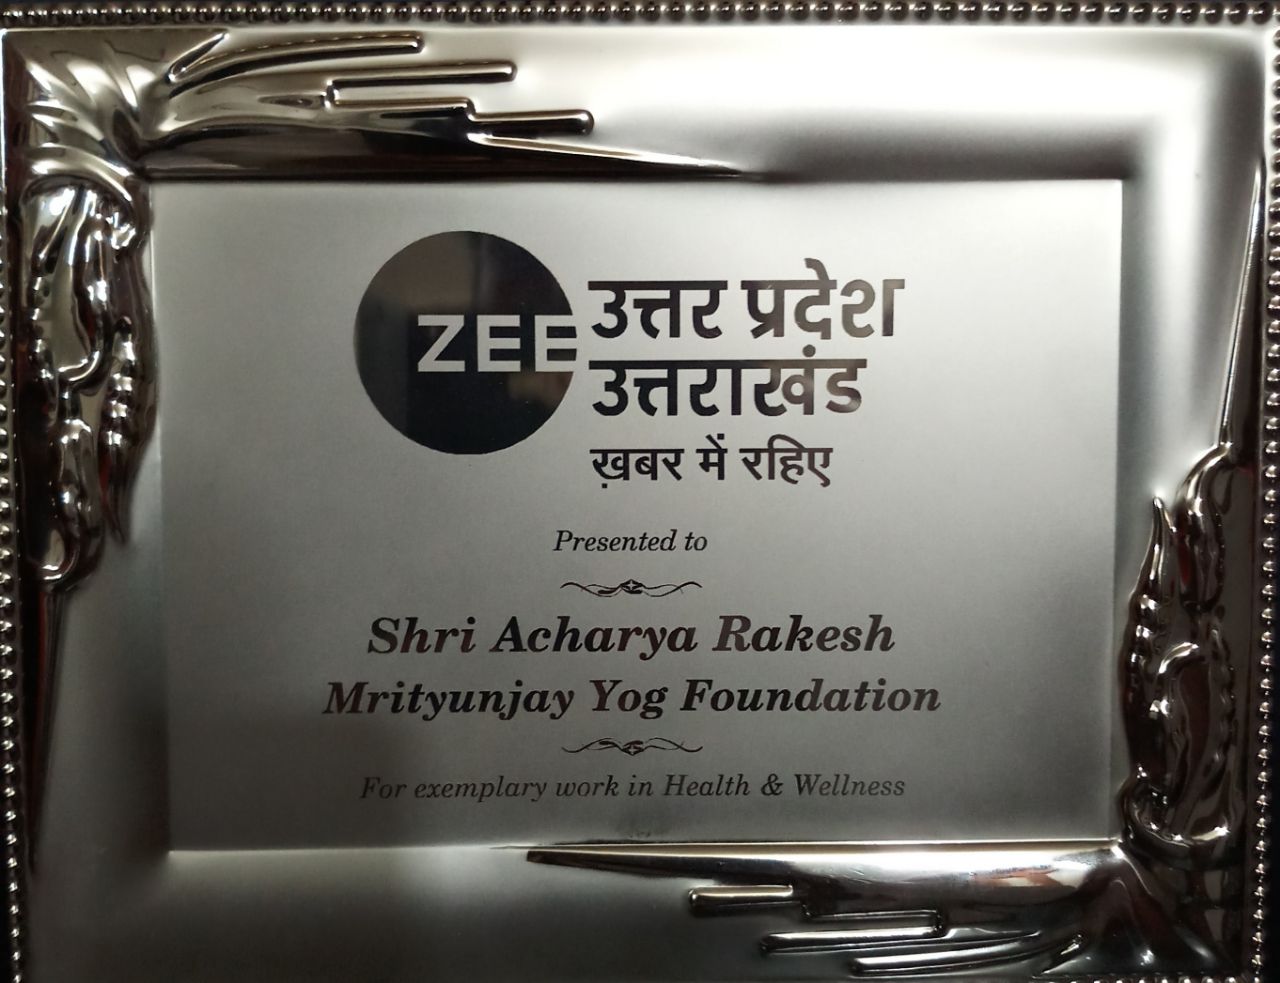 ZEE
उत्तर प्रदेश
उत्तराखंड
ख़बर में रहिए
Presented to
Shri Acharya Rakesh
Mrityunjay Yog Foundation
For exemplary work in Health & Wellness